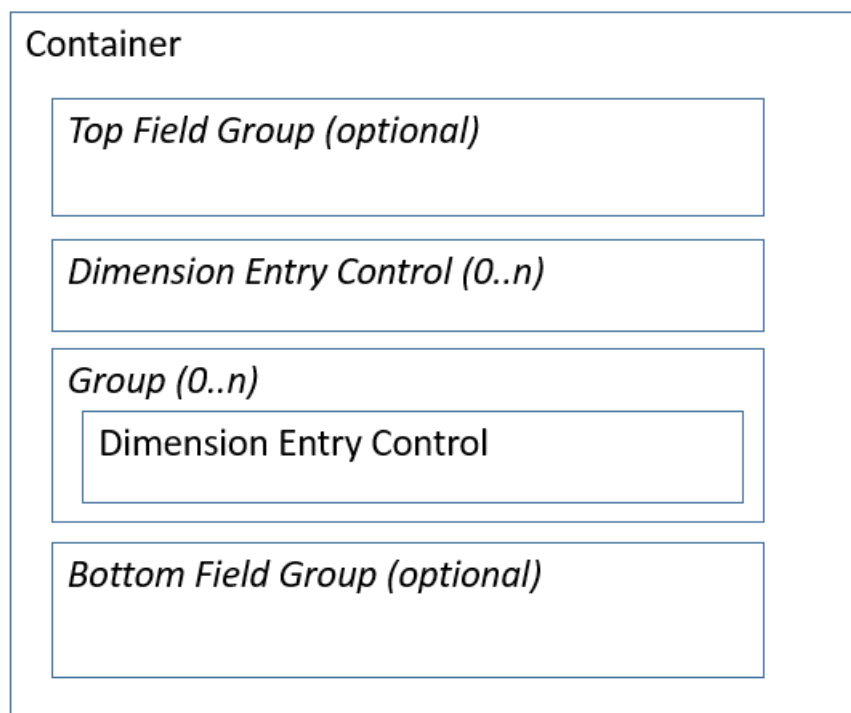 Container
Top Field Group (optional)
Dimension Entry Control (0..n)
Group (0..n)
Dimension Entry Control
Bottom Field Group (optional)